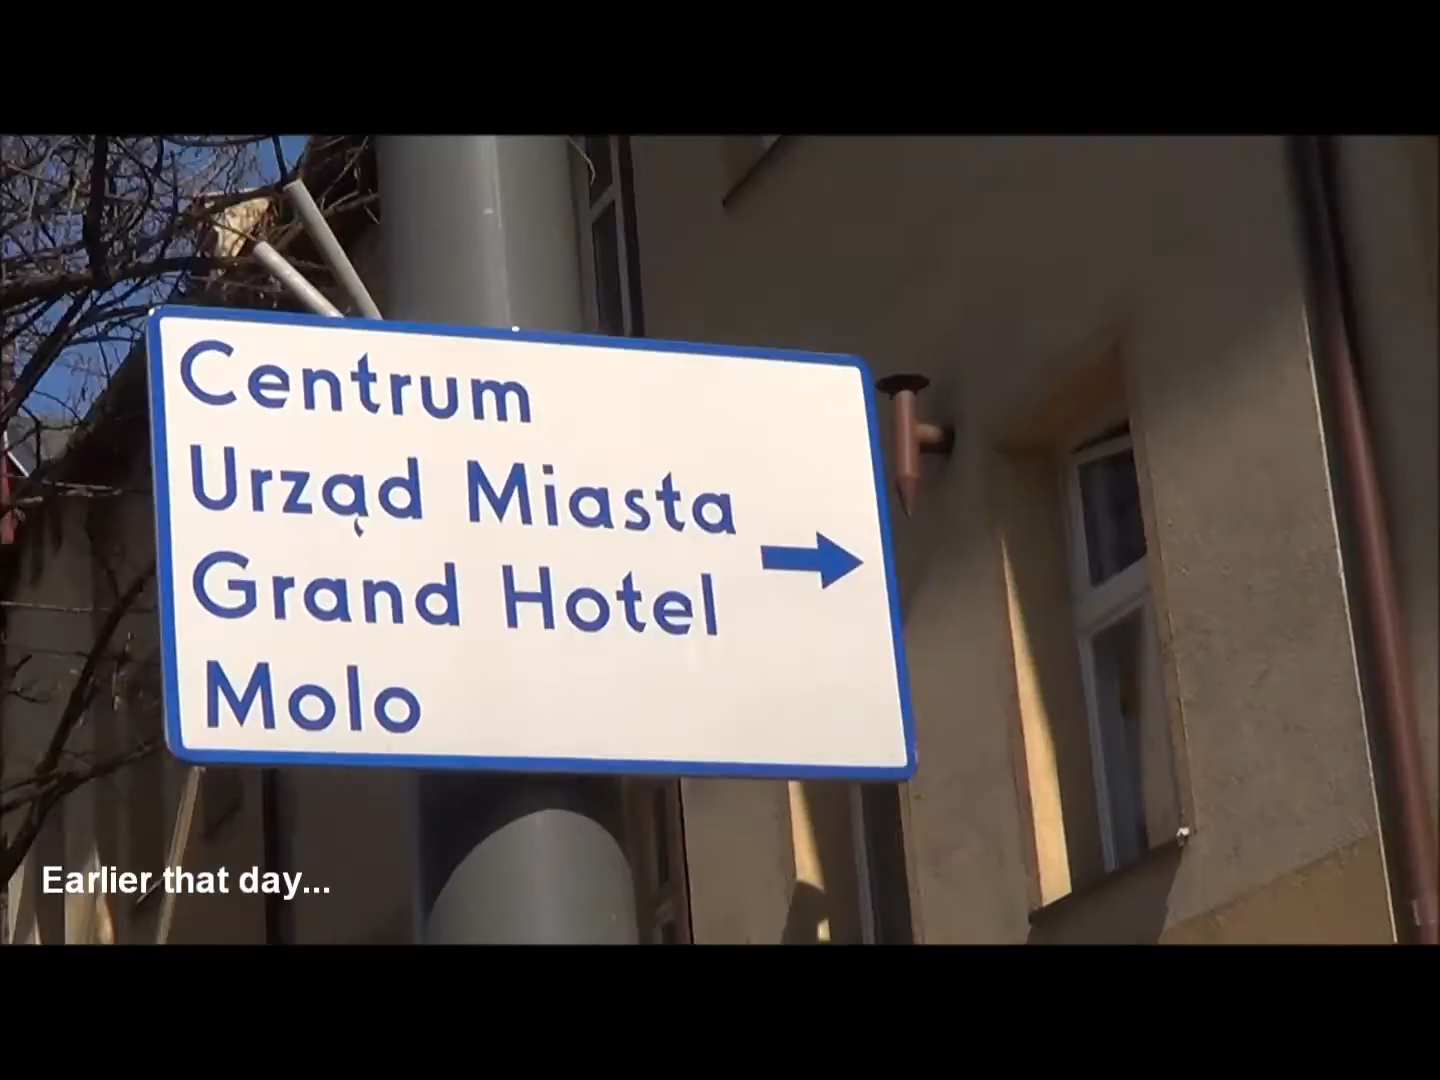 Centrum
Urząd Miasta
Grand Hotel
Molo
Earlier that day...